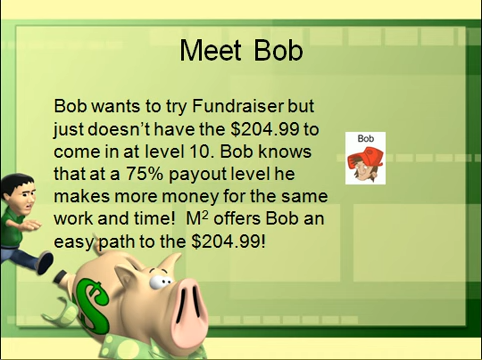 Meet Bob
Bob wants to try Fundraiser but
just doesn't have the $204.99 to
come in at level 10. Bob knows
that at a 75% payout level he
makes more money for the same
work and time!  M² offers Bob an
easy path to the $204.99!
Bob
$